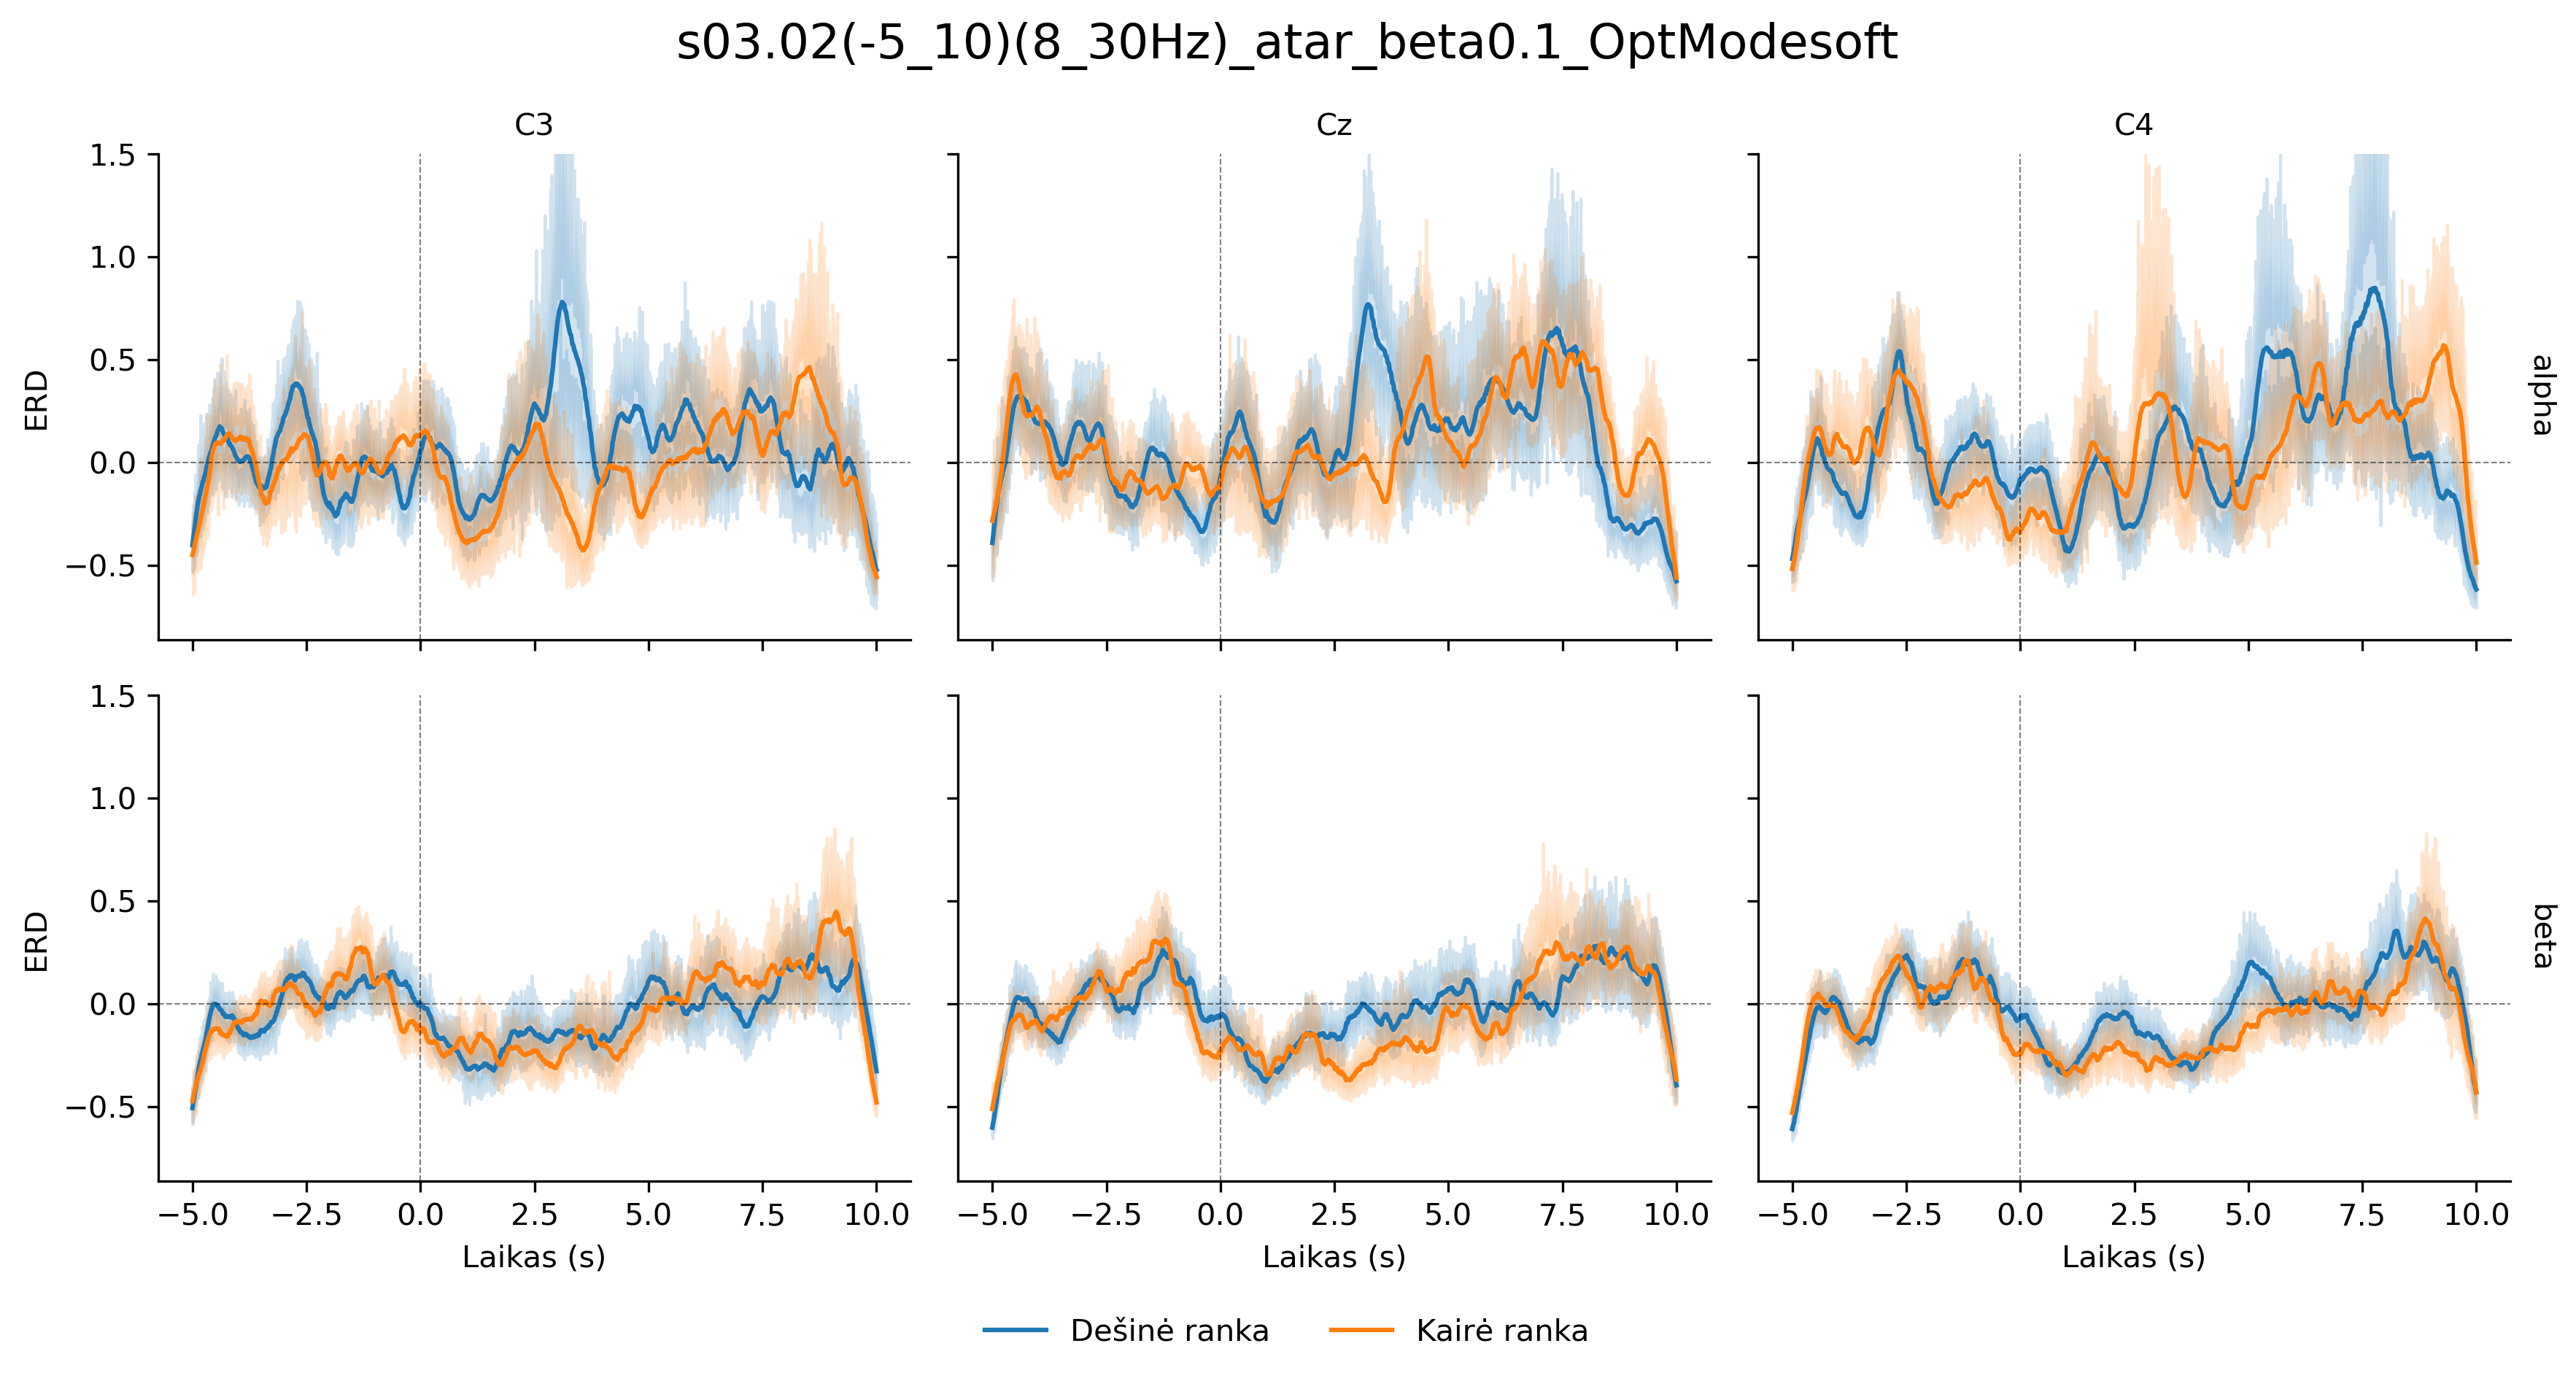 s03.02(-5_10)(8_30Hz)_atar_beta0.1_OptModesoft
C3 Cz C4
1.5
1.0
0.5
0.0
−0.5
ERD
alpha
1.5
1.0
0.5
0.0
−0.5
ERD
beta
−5.0 −2.5 0.0 2.5 5.0 7.5 10.0 −5.0 −2.5 0.0 2.5 5.0 7.5 10.0 −5.0 −2.5 0.0 2.5 5.0 7.5 10.0
Laikas (s) Laikas (s) Laikas (s)
Dešinė ranka Kairė ranka